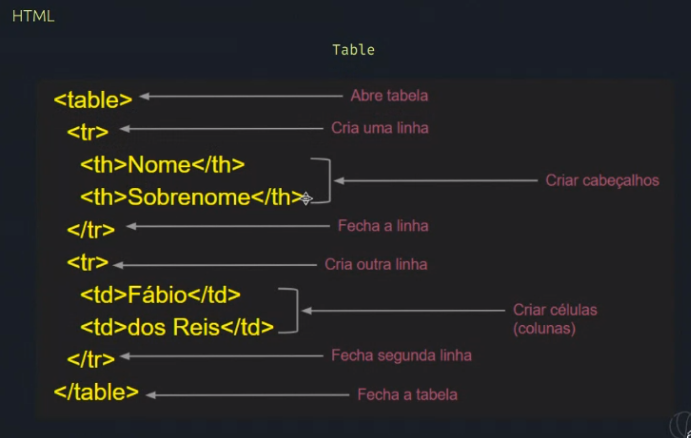 HTML
Table
<table> Abre tabela
<tr> Cria uma linha
<th>Nome</th>
<th>Sobrenome</th> Criar cabeçalhos
</tr> Fecha a linha
<tr> Cria outra linha
<td>Fábio</td>
<td>dos Reis</td> Criar células
(colunas)
</tr> Fecha segunda linha
</table> Fecha a tabela